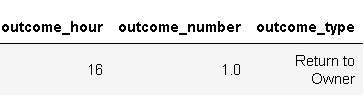 outcome_hour outcome_number outcome_type
16 1.0 Return to
Owner